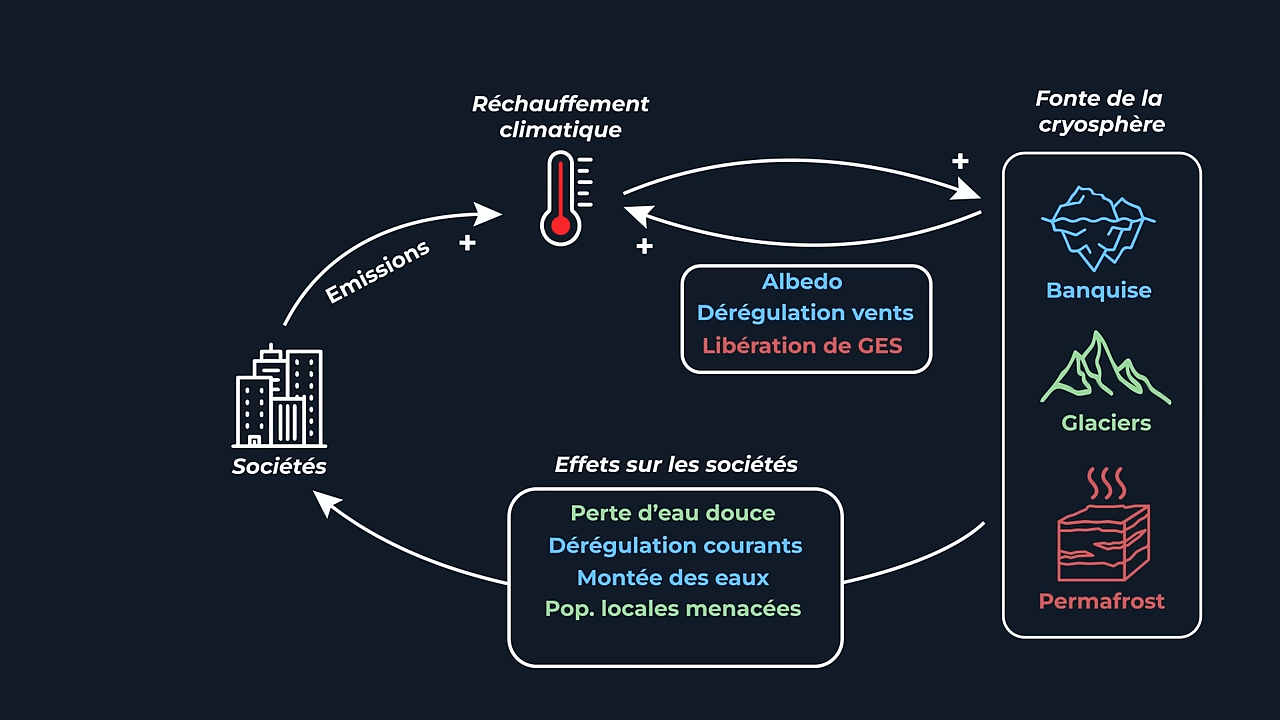 Réchauffement
climatique
Fonte de la
cryosphère
+
+
+
Emissions
Albedo
Dérégulation vents
Libération de GES
Banquise
Glaciers
Permafrost
Sociétés
Effets sur les sociétés
Perte d’eau douce
Dérégulation courants
Montée des eaux
Pop. locales menacées